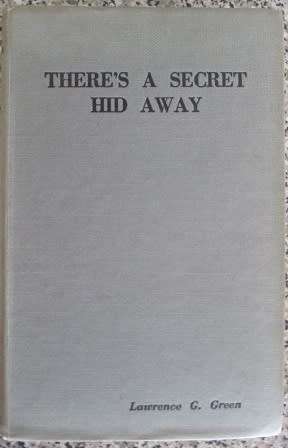 THERE'S A SECRET
HID AWAY
Lawrence G. Green